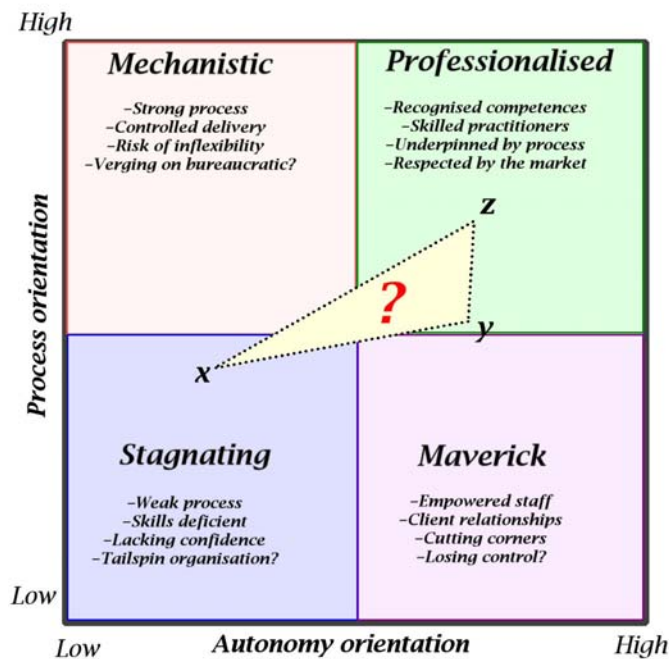 High
Mechanistic
–Strong process
–Controlled delivery
–Risk of inflexibility
–Verging on bureaucratic?
Professionalised
–Recognised competences
–Skilled practitioners
–Underpinned by process
–Respected by the market
Process orientation
z
?
y
x
Stagnating
–Weak process
–Skills deficient
–Lacking confidence
–Tailspin organisation?
Maverick
–Empowered staff
–Client relationships
–Cutting corners
–Losing control?
Low
Low
Autonomy orientation
High